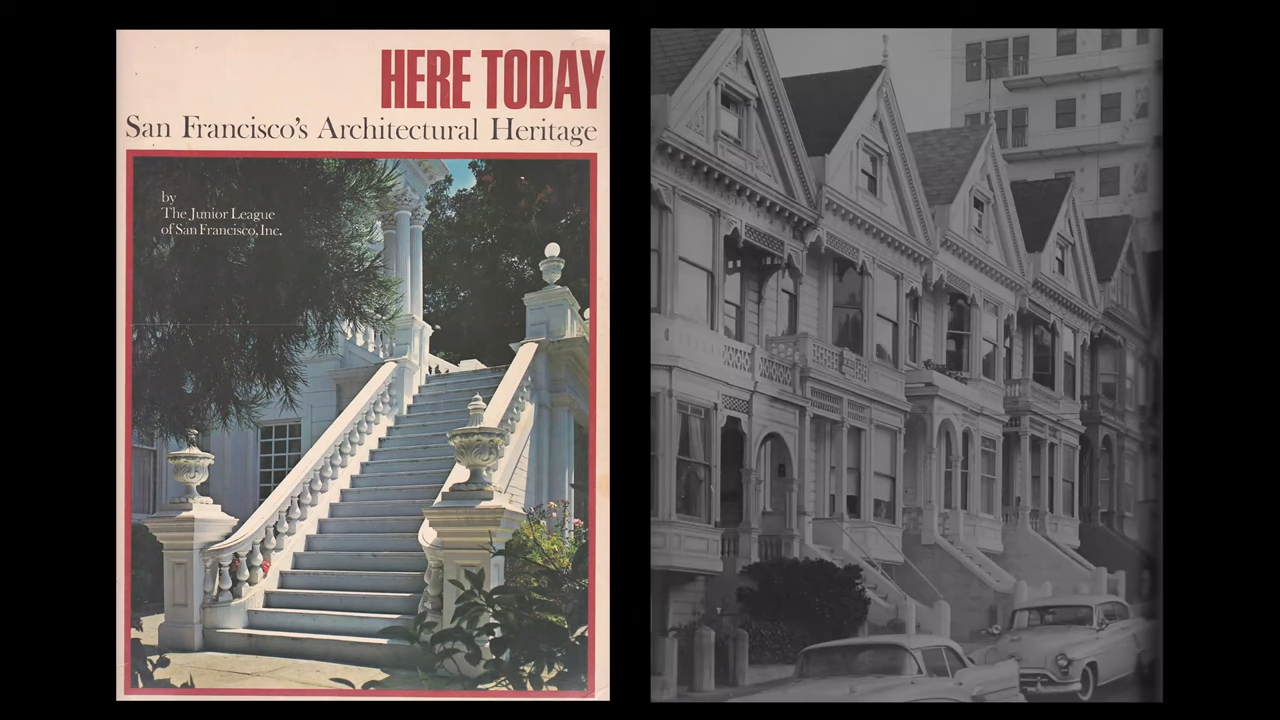 HERE TODAY
San Francisco's Architectural Heritage
by
The Junior League
of San Francisco, Inc.